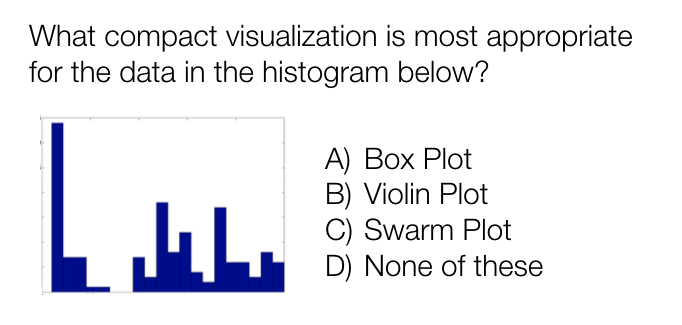 What compact visualization is most appropriate
for the data in the histogram below?
A) Box Plot
B) Violin Plot
C) Swarm Plot
D) None of these